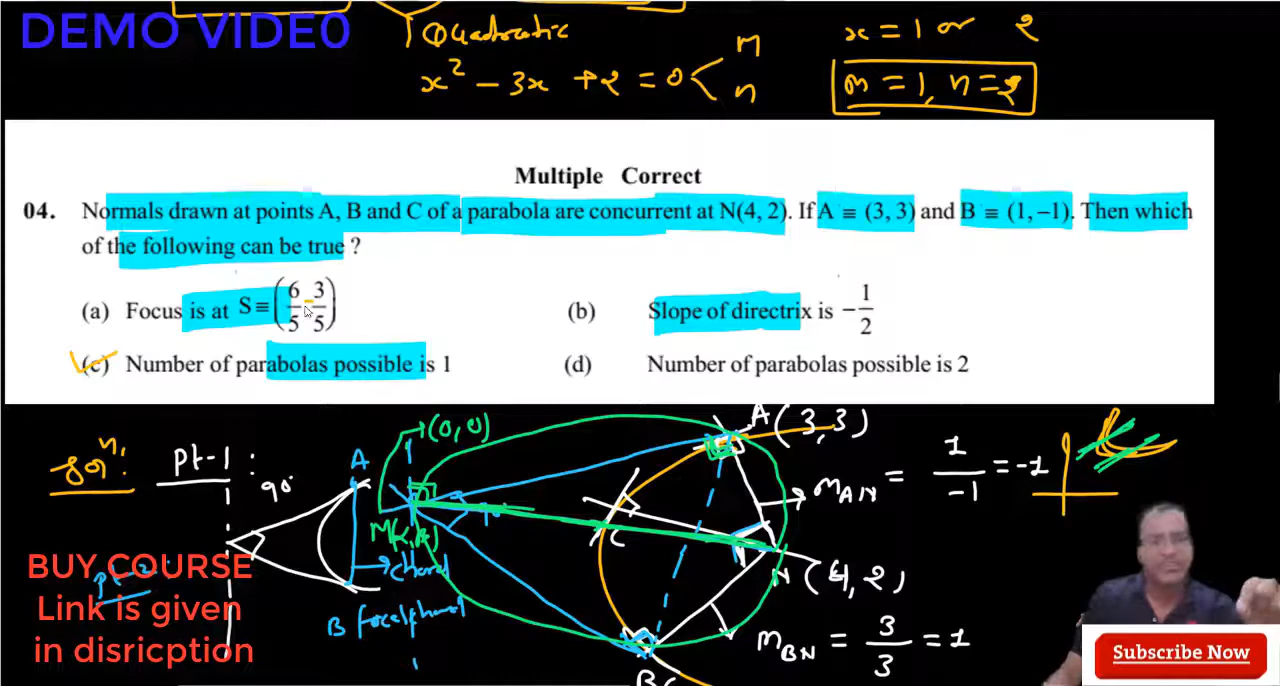 DEMO VIDE0
Quadratic
x² − 3x + 2 = 0 < m n
x = 1 or 2
m = 1, n = 2
Multiple Correct
04. Normals drawn at points A, B and C of a parabola are concurrent at N(4, 2). If A ≡ (3, 3) and B ≡ (1, −1). Then which
of the following can be true ?
(a) Focus is at S ≡ (6/5, −3/5)
(b) Slope of directrix is −1/2
(c) Number of parabolas possible is 1
(d) Number of parabolas possible is 2
Solⁿ: Pt-1 :
90°
A
chord
B focal chord
(0, 0)
M(
90°
C
A(3,3)
m_AN = 1/-1 = -1
N(4, 2)
m_BN = 3/3 = 1
B(
Pt-2
BUY COURSE
Link is given
in disricption
Subscribe Now